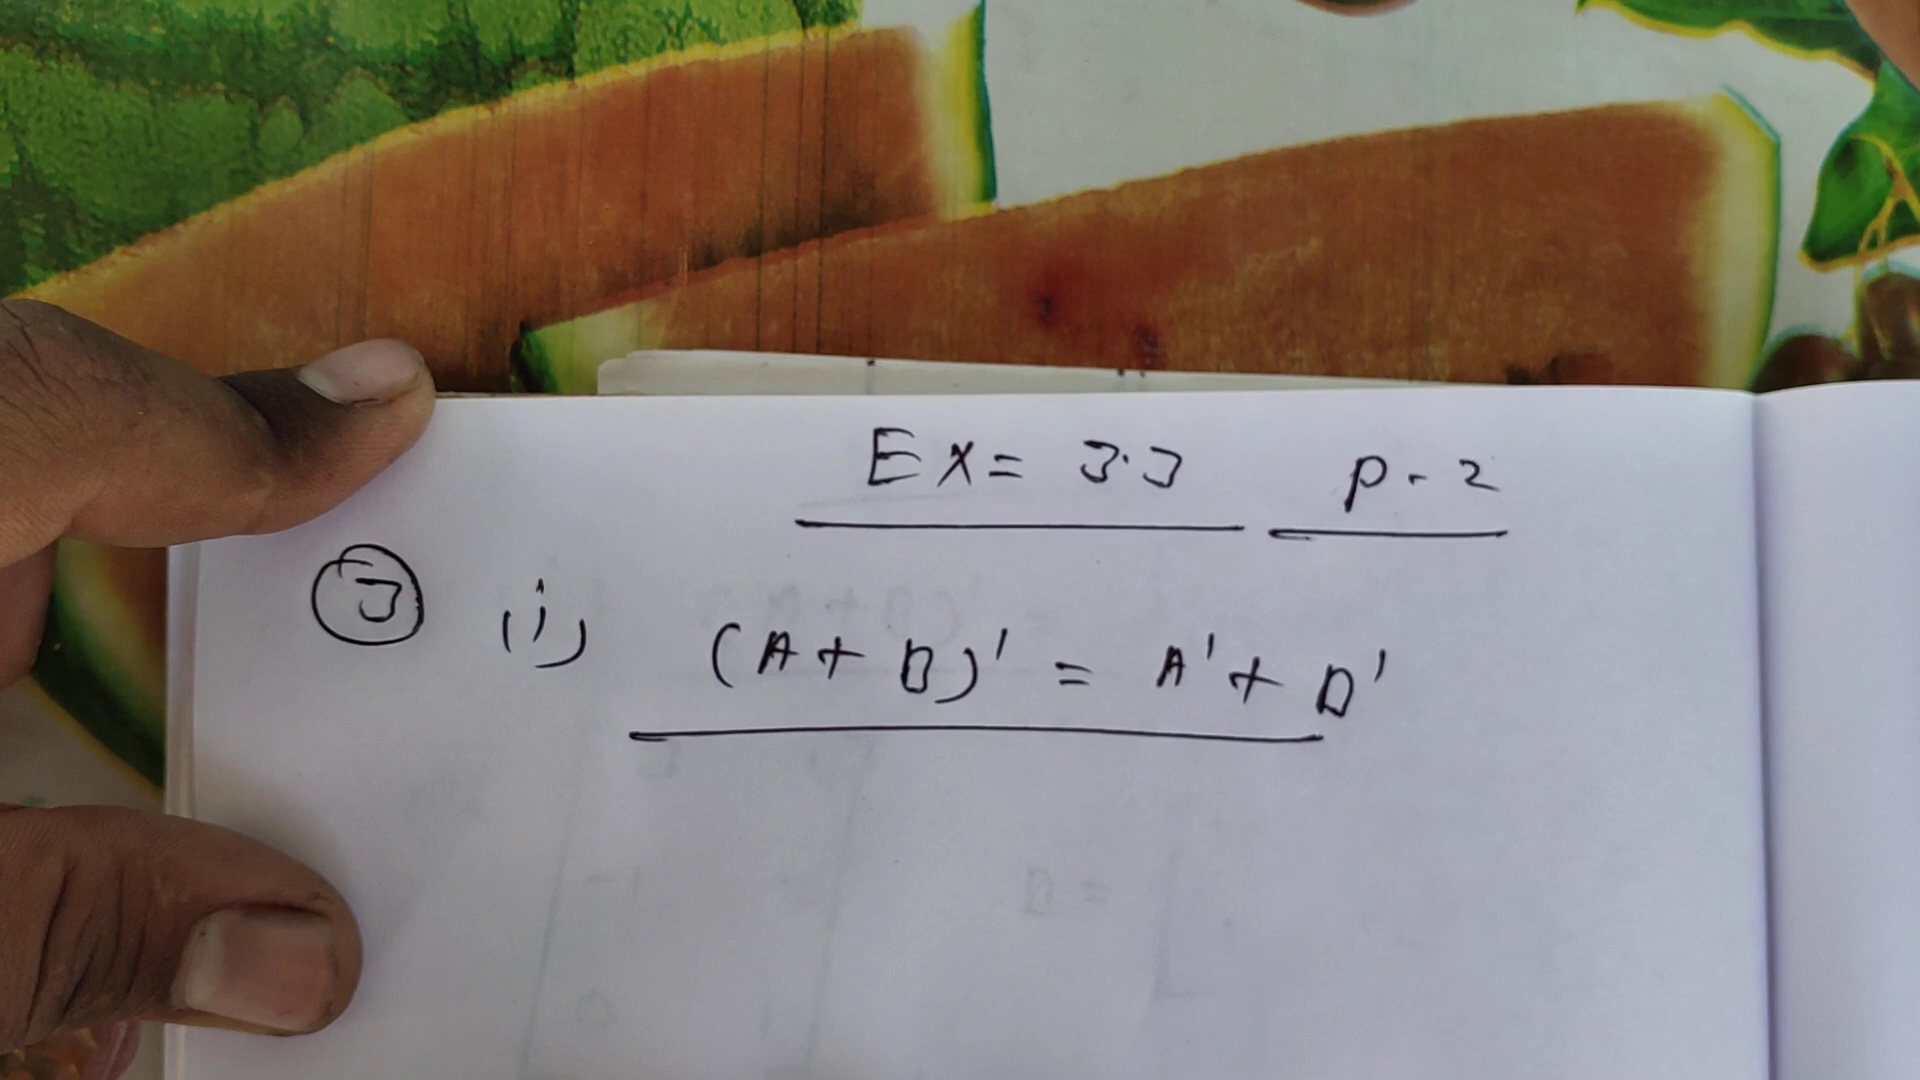 Ex = 3.3 P-2
3 (i) (A + B)' = A' + B'